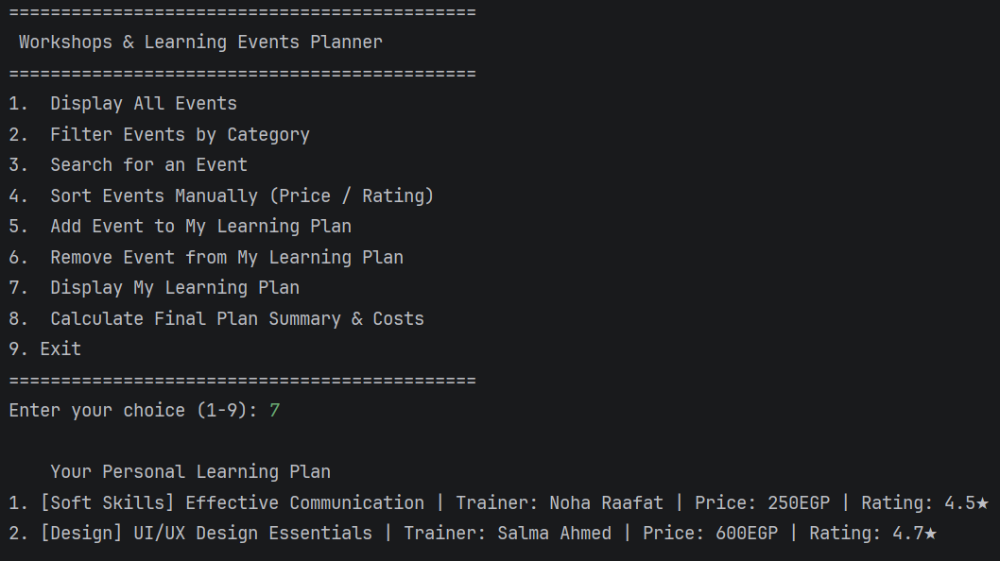 =============================================
Workshops & Learning Events Planner
=============================================
1.  Display All Events
2.  Filter Events by Category
3.  Search for an Event
4.  Sort Events Manually (Price / Rating)
5.  Add Event to My Learning Plan
6.  Remove Event from My Learning Plan
7.  Display My Learning Plan
8.  Calculate Final Plan Summary & Costs
9. Exit
=============================================
Enter your choice (1-9): 7
Your Personal Learning Plan
1. [Soft Skills] Effective Communication | Trainer: Noha Raafat | Price: 250EGP | Rating: 4.5★
2. [Design] UI/UX Design Essentials | Trainer: Salma Ahmed | Price: 600EGP | Rating: 4.7★